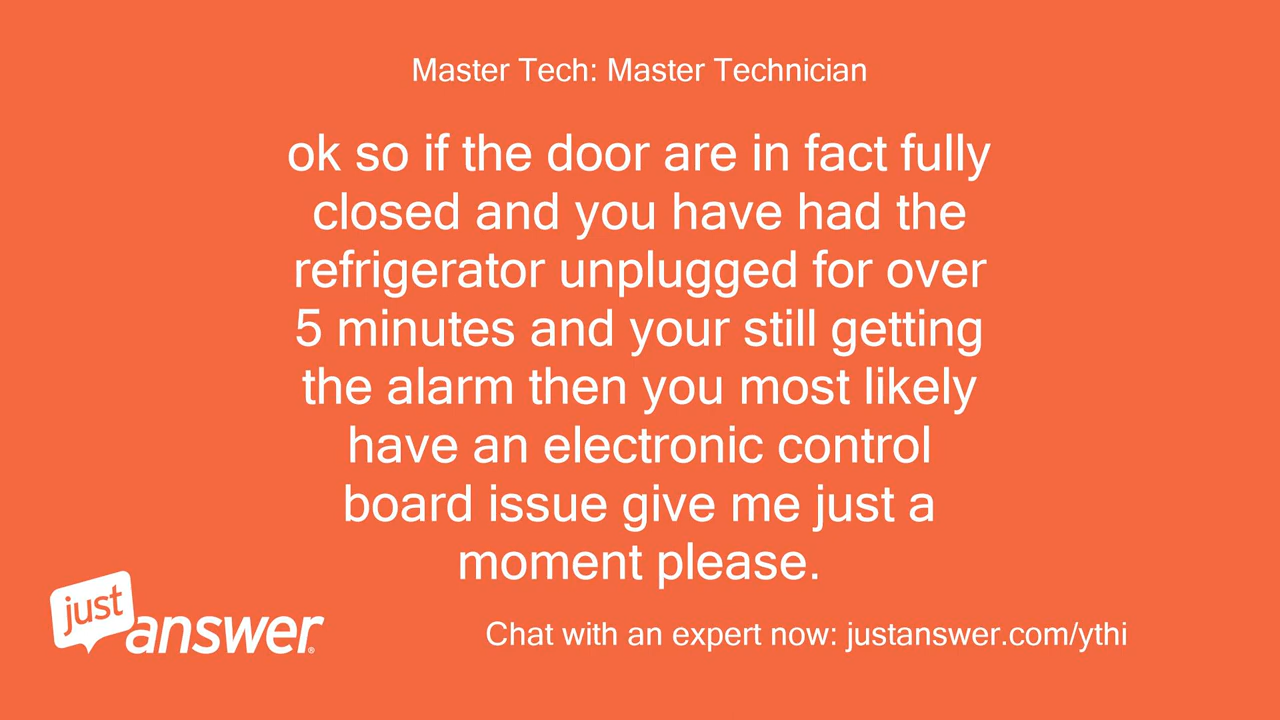 Master Tech: Master Technician
ok so if the door are in fact fully
closed and you have had the
refrigerator unplugged for over
5 minutes and your still getting
the alarm then you most likely
have an electronic control
board issue give me just a
moment please.
just
answer®
Chat with an expert now: justanswer.com/ythi